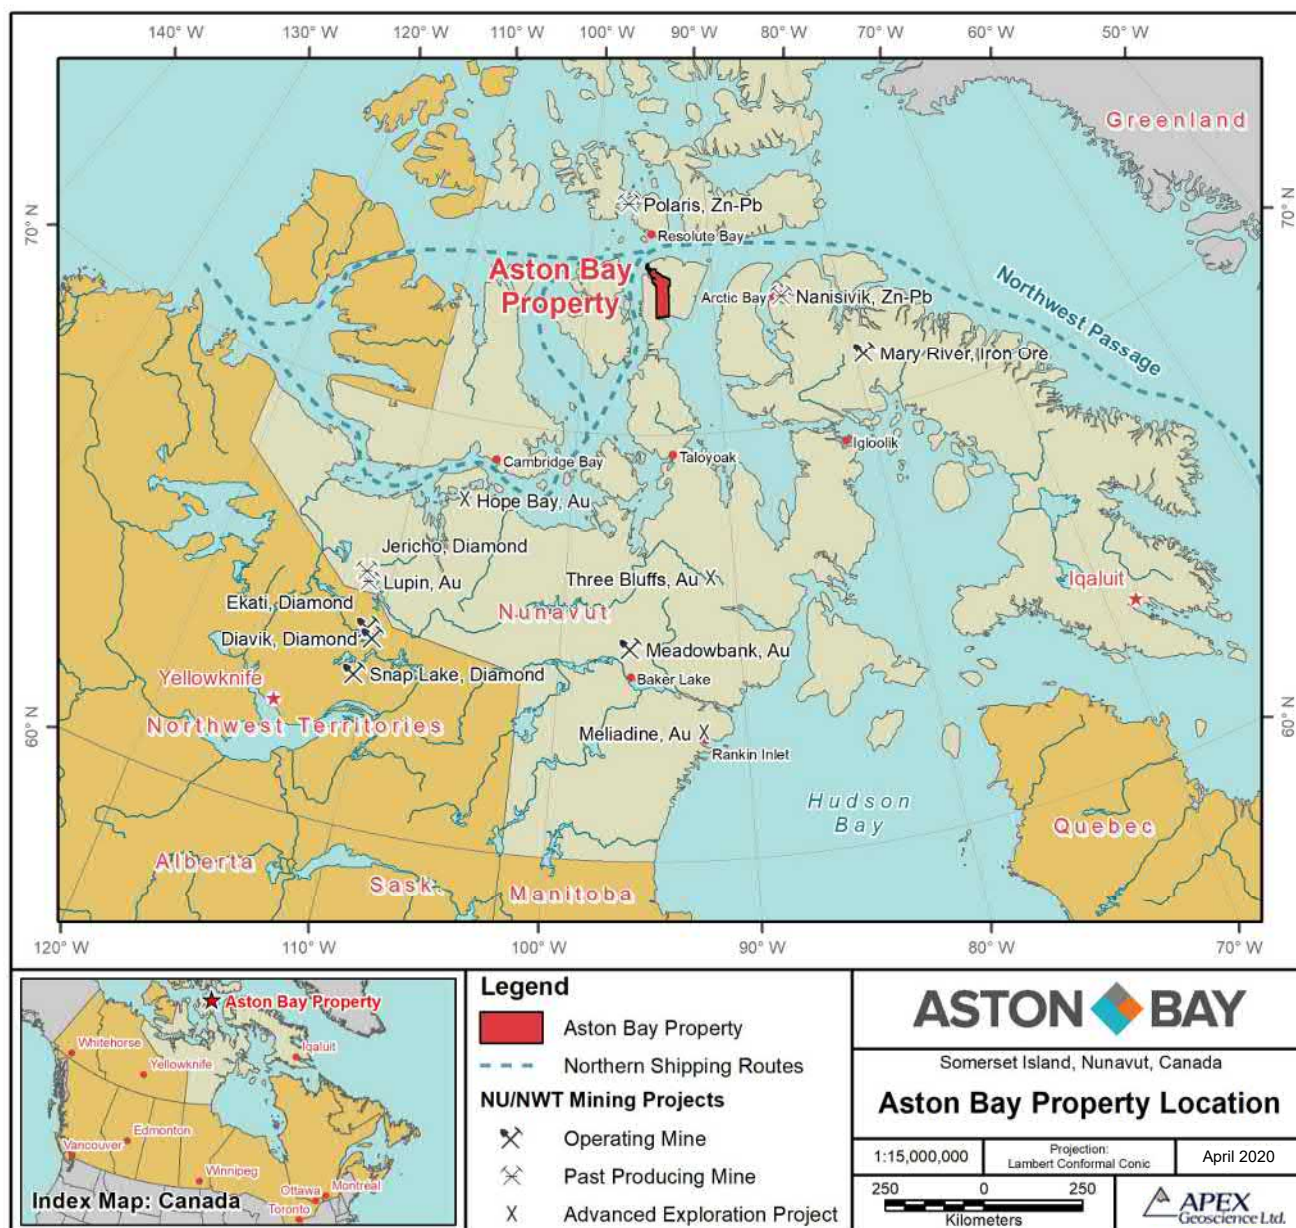 140° W
130° W
120° W
110° W
100° W
90° W
80° W
70° W
60° W
50° W
Greenland
70° N
70° N
Polaris, Zn-Pb
Resolute Bay
Aston Bay
Property
Arctic Bay
Nanisivik, Zn-Pb
Northwest Passage
Mary River, Iron Ore
Igloolik
Cambridge Bay
Taloyoak
Hope Bay, Au
Jericho, Diamond
Lupin, Au
Three Bluffs, Au
Iqaluit
Ekati, Diamond
Nunavut
Diavik, Diamond
Meadowbank, Au
Snap Lake, Diamond
Yellowknife
Baker Lake
Northwest Territories
60° N
60° N
Meliadine, Au
Rankin Inlet
Hudson
Bay
Quebec
Alberta
Sask.
Manitoba
120° W
110° W
100° W
90° W
80° W
70° W
Aston Bay Property
Whitehorse
Yellowknife
Iqaluit
Edmonton
Vancouver
Winnipeg
Ottawa
Montreal
Toronto
Index Map: Canada
Legend
Aston Bay Property
Northern Shipping Routes
NU/NWT Mining Projects
Operating Mine
Past Producing Mine
Advanced Exploration Project
ASTON BAY
Somerset Island, Nunavut, Canada
Aston Bay Property Location
1:15,000,000
Projection:
Lambert Conformal Conic
April 2020
250
0
250
Kilometers
APEX
Geoscience Ltd.